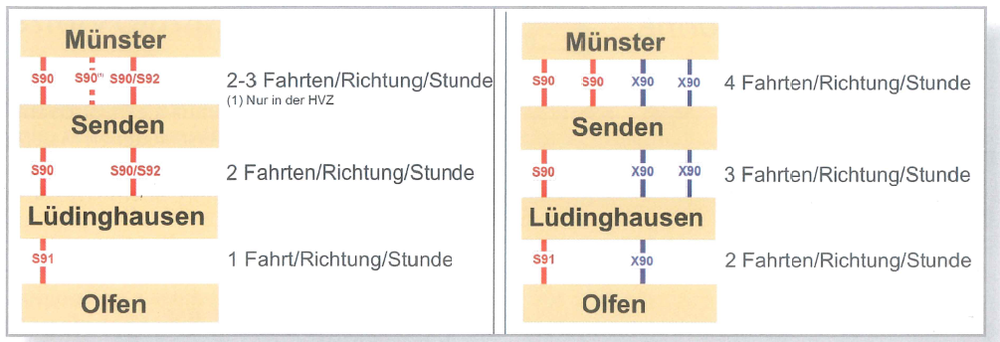 Münster
S90 S90(1) S90/S92
2-3 Fahrten/Richtung/Stunde
(1) Nur in der HVZ
Senden
S90 S90/S92
2 Fahrten/Richtung/Stunde
Lüdinghausen
S91
1 Fahrt/Richtung/Stunde
Olfen
Münster
S90 S90 X90 X90
4 Fahrten/Richtung/Stunde
Senden
S90 X90 X90
3 Fahrten/Richtung/Stunde
Lüdinghausen
S91 X90
2 Fahrten/Richtung/Stunde
Olfen